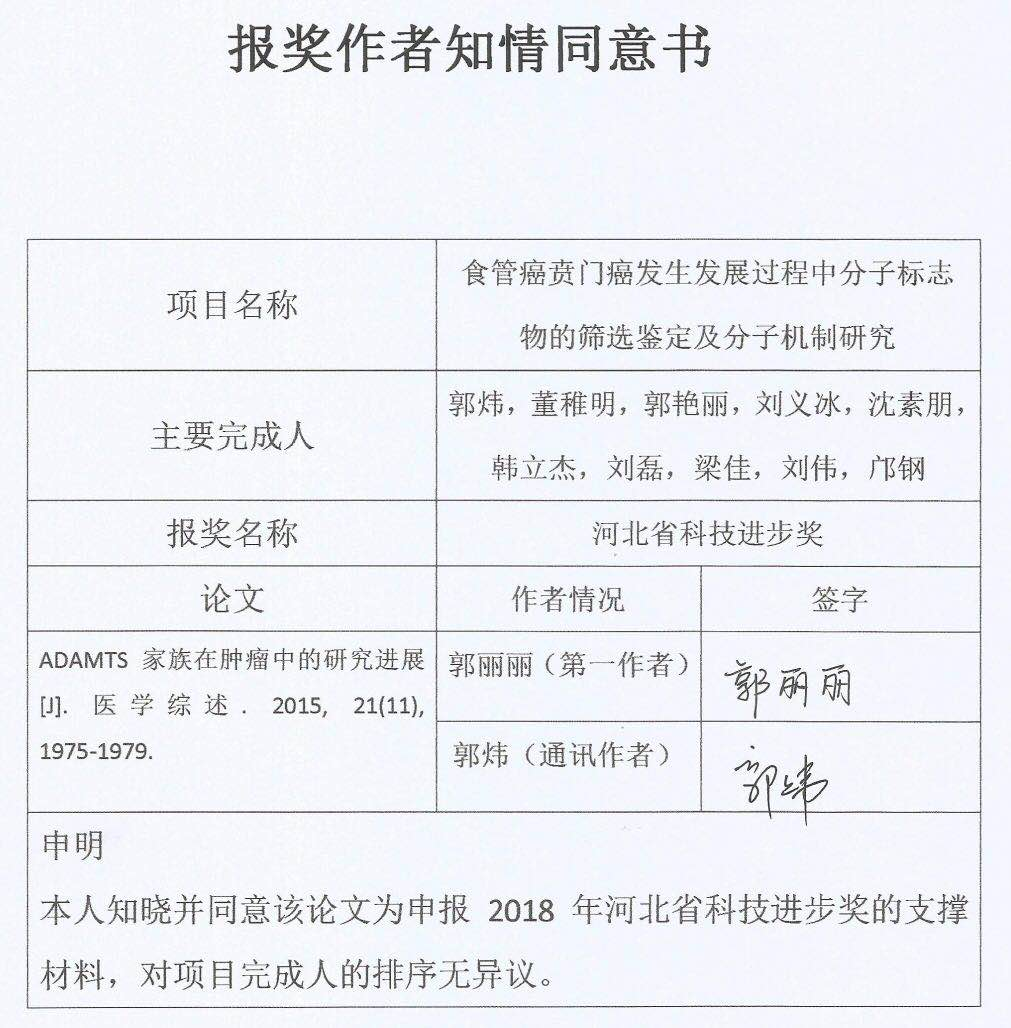 报奖作者知情同意书
项目名称
食管癌贲门癌发生发展过程中分子标志
物的筛选鉴定及分子机制研究
主要完成人
郭炜，董稚明，郭艳丽，刘义冰，沈素朋，
韩立杰，刘磊，梁佳，刘伟，邝钢
报奖名称
河北省科技进步奖
论文
作者情况
签字
ADAMTS 家族在肿瘤中的研究进展
[J]. 医学综述. 2015, 21(11),
1975-1979.
郭丽丽（第一作者）
郭丽丽
郭炜（通讯作者）
郭炜
申明
本人知晓并同意该论文为申报 2018 年河北省科技进步奖的支撑
材料，对项目完成人的排序无异议。